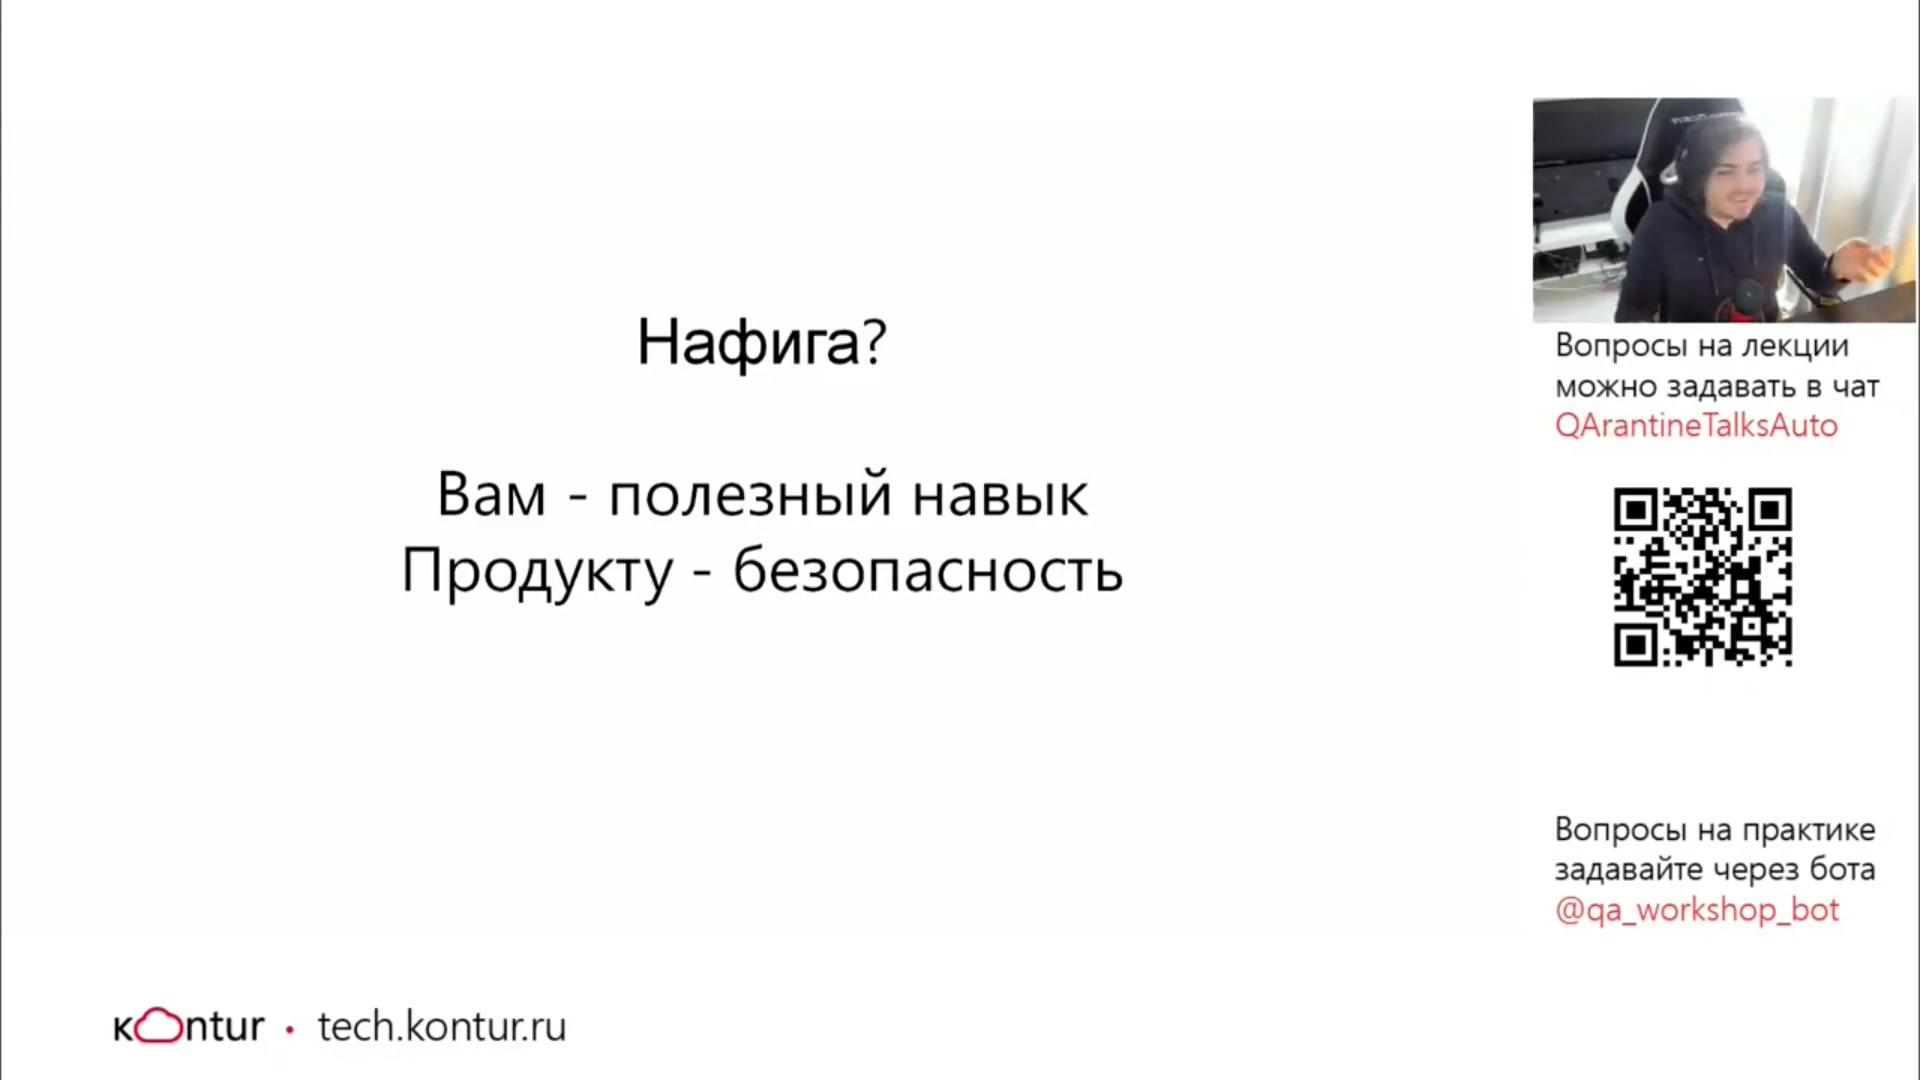 Нафига?
Вам - полезный навык
Продукту - безопасность
Вопросы на лекции
можно задавать в чат
QArantineTalksAuto
Вопросы на практике
задавайте через бота
@qa_workshop_bot
кontur • tech.kontur.ru